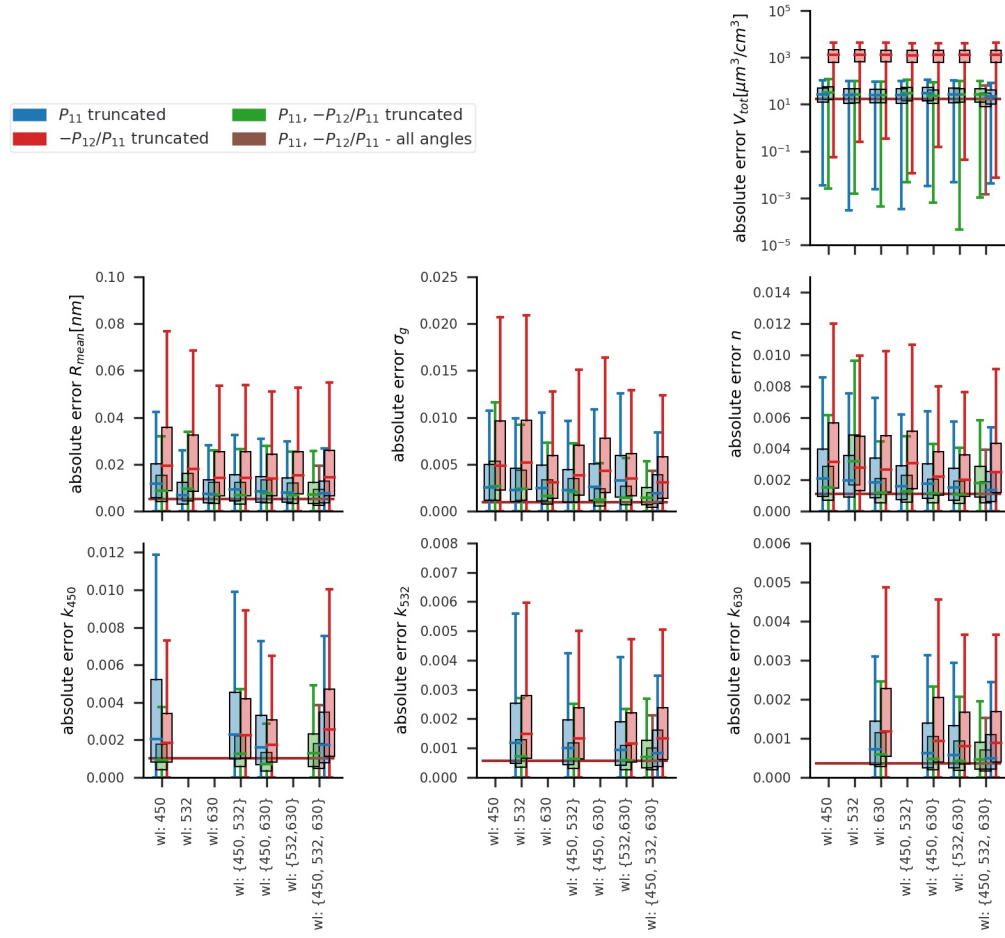 P₁₁ truncated
−P₁₂/P₁₁ truncated
P₁₁, −P₁₂/P₁₁ truncated
P₁₁, −P₁₂/P₁₁ - all angles
absolute error V_tot[μm³/cm³]
10⁵
10³
10¹
10⁻¹
10⁻³
10⁻⁵
absolute error R_mean[nm]
0.10
0.08
0.06
0.04
0.02
0.00
absolute error σ_g
0.025
0.020
0.015
0.010
0.005
0.000
absolute error n
0.014
0.012
0.010
0.008
0.006
0.004
0.002
0.000
absolute error k₄₅₀
0.012
0.010
0.008
0.006
0.004
0.002
0.000
absolute error k₅₃₂
0.008
0.007
0.006
0.005
0.004
0.003
0.002
0.001
0.000
absolute error k₆₃₀
0.006
0.005
0.004
0.003
0.002
0.001
0.000
wl: 450
wl: 532
wl: 630
wl: {450, 532}
wl: {450, 630}
wl: {532,630}
wl: {450, 532, 630}
wl: 450
wl: 532
wl: 630
wl: {450, 532}
wl: {450, 630}
wl: {532,630}
wl: {450, 532, 630}
wl: 450
wl: 532
wl: 630
wl: {450, 532}
wl: {450, 630}
wl: {532,630}
wl: {450, 532, 630}